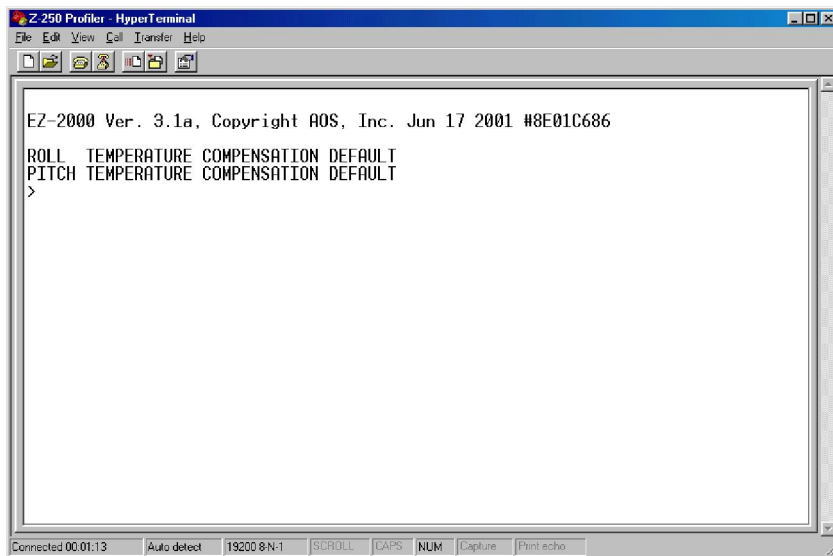 Z-250 Profiler - HyperTerminal
File Edit View Call Transfer Help
EZ-2000 Ver. 3.1a, Copyright AOS, Inc. Jun 17 2001 #8E01C686
ROLL TEMPERATURE COMPENSATION DEFAULT
PITCH TEMPERATURE COMPENSATION DEFAULT
>
Connected 00:01:13 Auto detect 19200 8-N-1 SCROLL CAPS NUM Capture Print echo